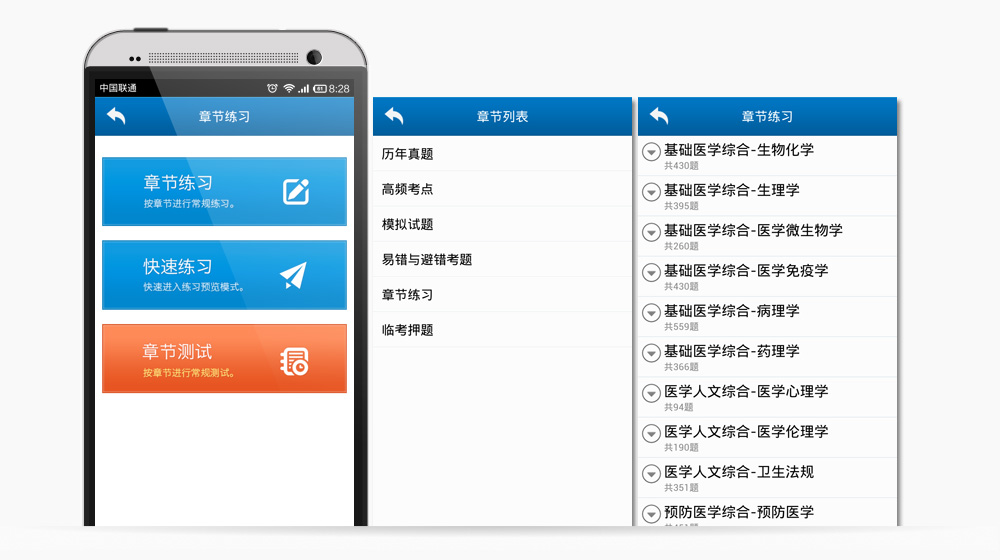 中国联通
8:28
章节练习
章节练习
按章节进行常规练习。
快速练习
快速进入练习预览模式。
章节测试
按章节进行常规测试。
章节列表
历年真题
高频考点
模拟试题
易错与避错考题
章节练习
临考押题
章节练习
基础医学综合-生物化学
共430题
基础医学综合-生理学
共395题
基础医学综合-医学微生物学
共260题
基础医学综合-医学免疫学
共430题
基础医学综合-病理学
共559题
基础医学综合-药理学
共366题
医学人文综合-医学心理学
共94题
医学人文综合-医学伦理学
共190题
医学人文综合-卫生法规
共351题
预防医学综合-预防医学